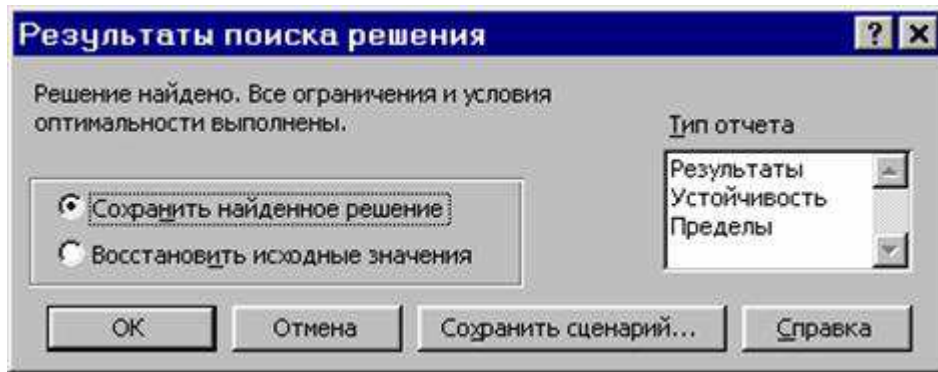 Результаты поиска решения
Решение найдено. Все ограничения и условия
оптимальности выполнены.
Тип отчета
Результаты
Устойчивость
Пределы
Сохранить найденное решение
Восстановить исходные значения
OK
Отмена
Сохранить сценарий...
Справка